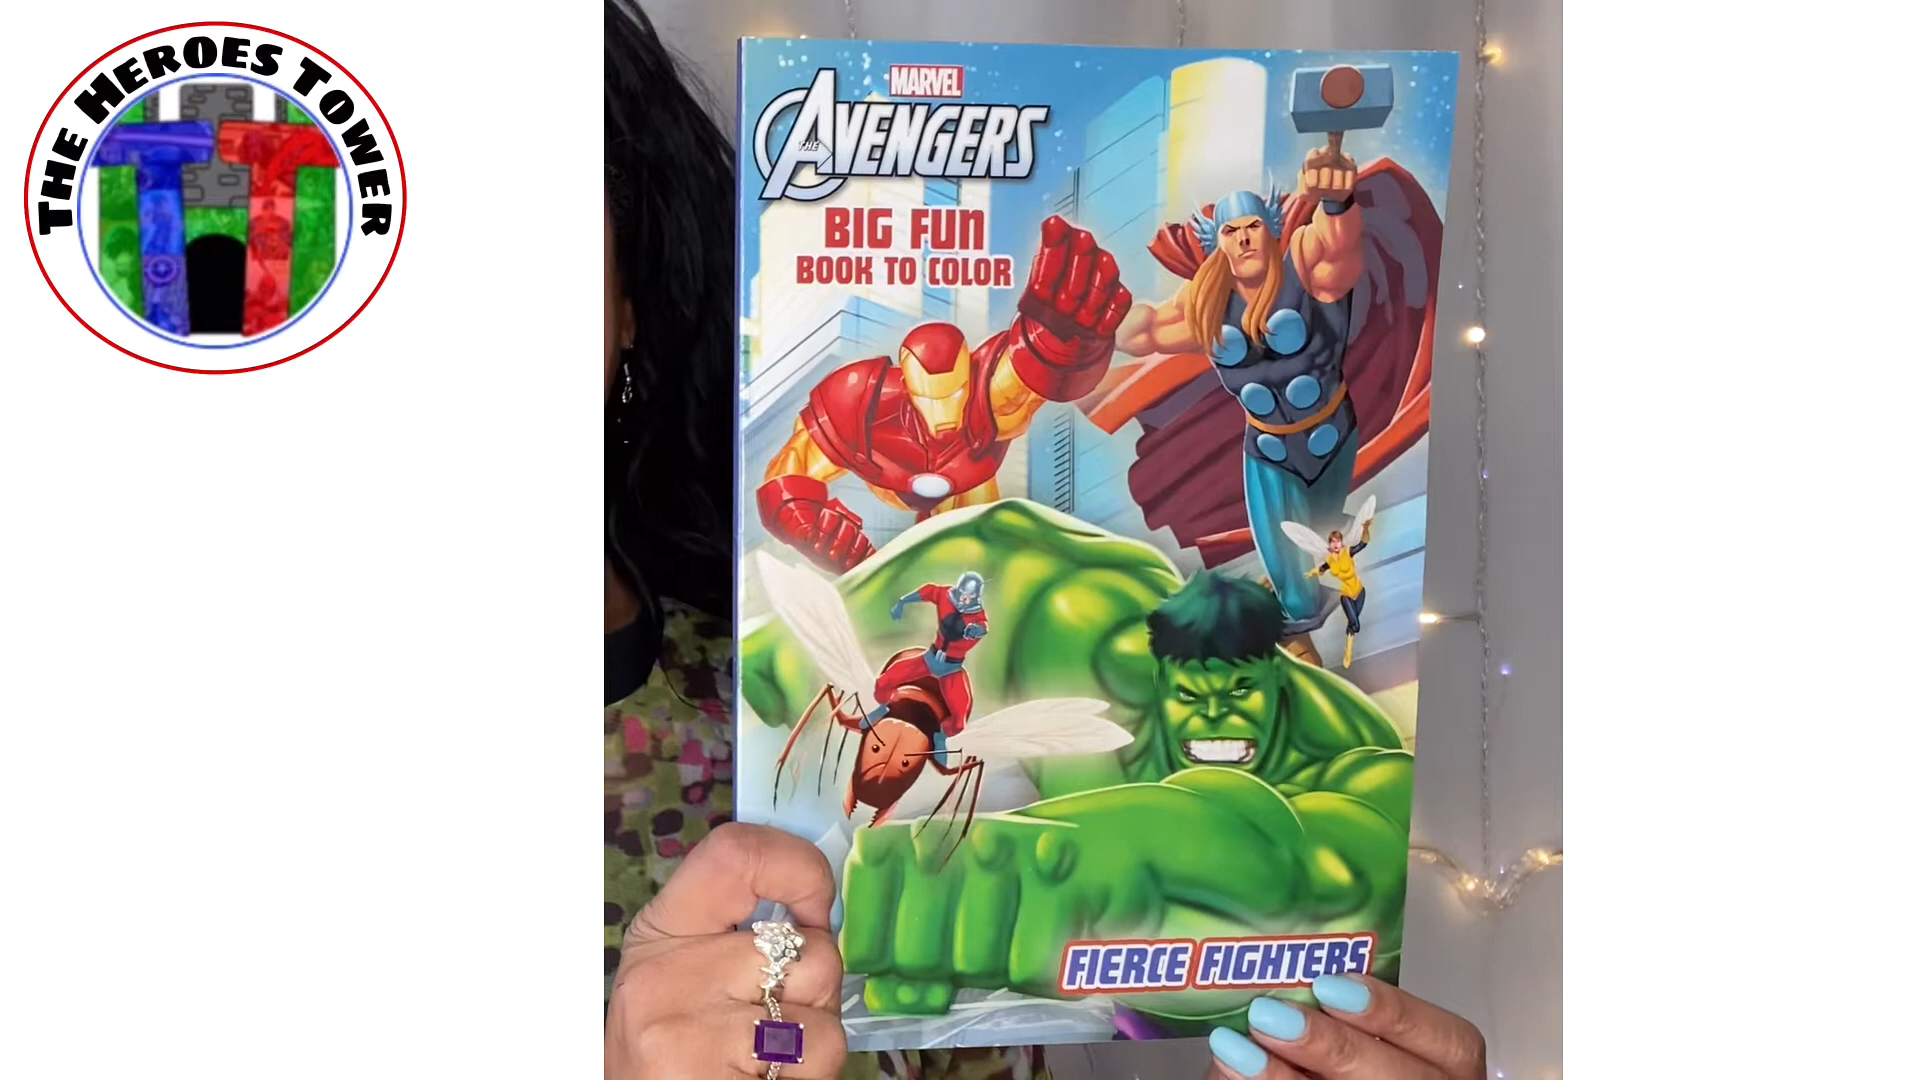 THE HEROES TOWER
MARVEL
THE AVENGERS
BIG FUN
BOOK TO COLOR
FIERCE FIGHTERS